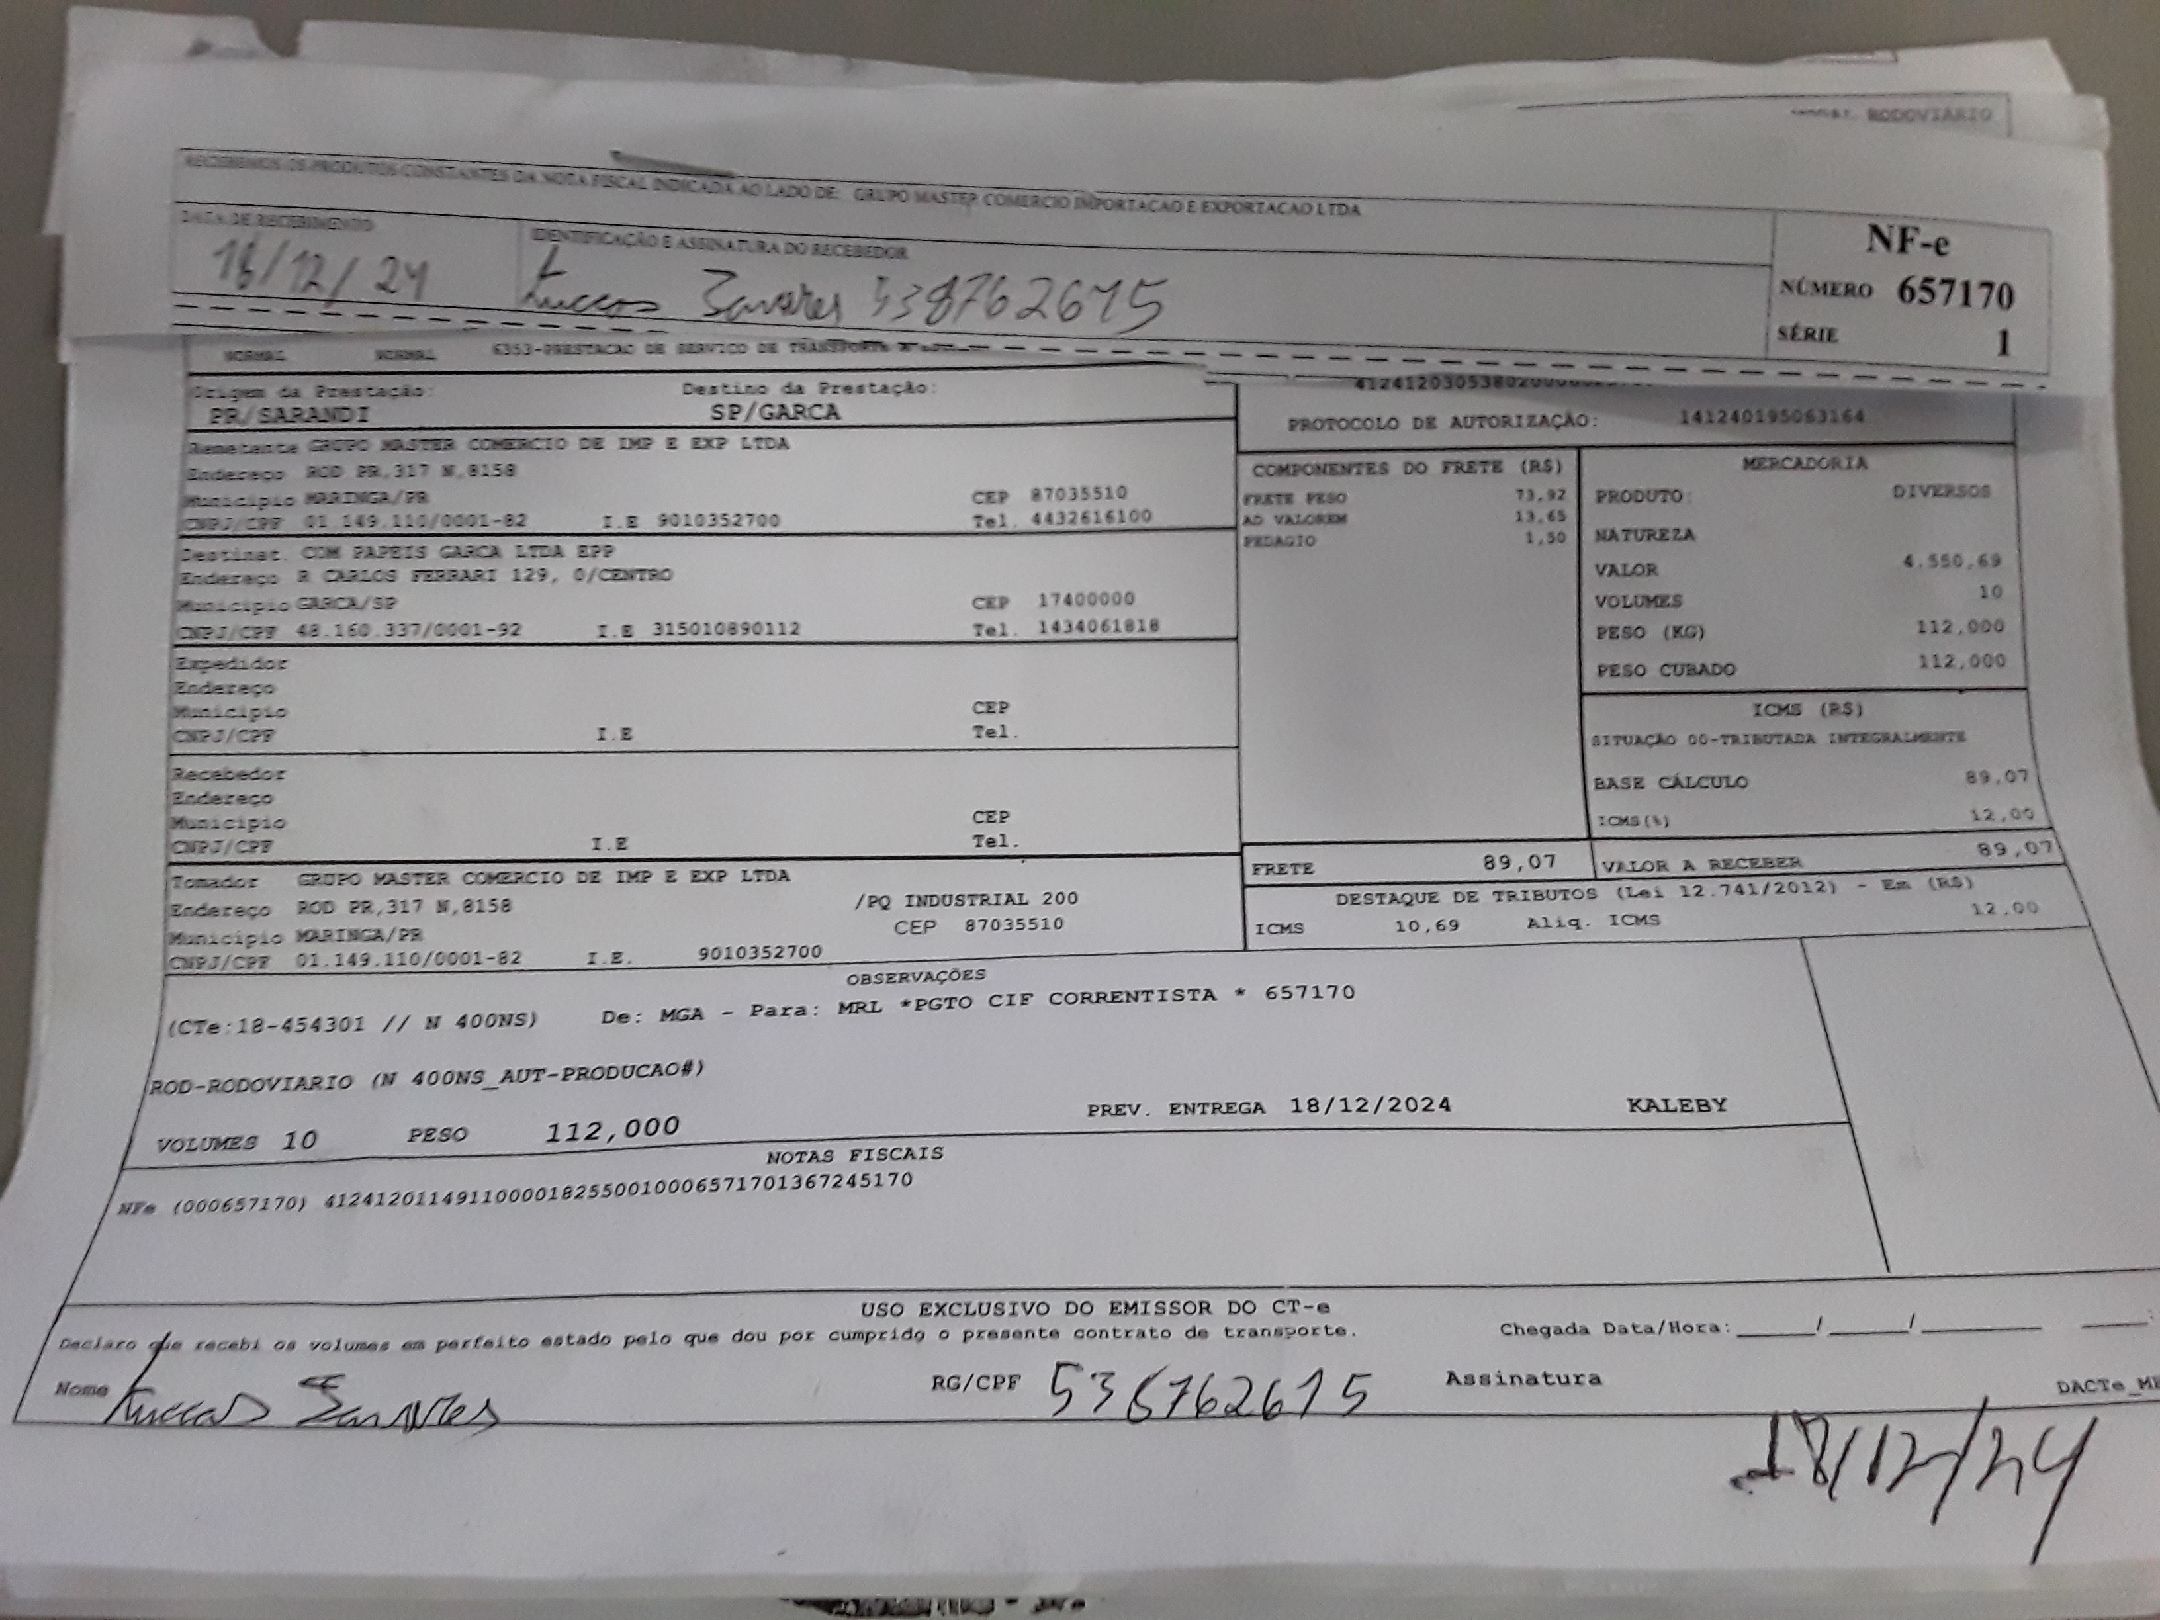 RODOVIÁRIO
RECEBEMOS OS PRODUTOS CONSTANTES DA NOTA FISCAL INDICADA AO LADO DE: GRUPO MASTER COMERCIO IMPORTACAO E EXPORTACAO LTDA
DATA DE RECEBIMENTO
IDENTIFICAÇÃO E ASSINATURA DO RECEBEDOR
/12/24
NF-e
NÚMERO 657170
SÉRIE 1
NORMAL NORMAL 6353-PRESTACAO DE SERVICO DE TRANSPORTE
Origem da Prestação: Destino da Prestação:
PR/SARANDI SP/GARCA
PROTOCOLO DE AUTORIZAÇÃO: 141240195063164
Remetante GRUPO MASTER COMERCIO DE IMP E EXP LTDA
Endereço ROD PR,317 N,8158
Município MARINGA/PR CEP 87035510
CNPJ/CPF 01.149.110/0001-82 I.E 9010352700 Tel. 4432616100
Destinat. COM PAPEIS GARCA LTDA EPP
Endereço R CARLOS FERRARI 129, 0/CENTRO
Município GARCA/SP CEP 17400000
CNPJ/CPF 48.160.337/0001-92 I.E 315010890112 Tel. 1434061818
Expedidor
Endereço
Município CEP
CNPJ/CPF I.E Tel.
Recebedor
Endereço
Município CEP
CNPJ/CPF I.E Tel.
Tomador GRUPO MASTER COMERCIO DE IMP E EXP LTDA
Endereço ROD PR,317 N,8158 /PQ INDUSTRIAL 200
Município MARINGA/PR CEP 87035510
CNPJ/CPF 01.149.110/0001-82 I.E. 9010352700
COMPONENTES DO FRETE (R$)
FRETE PESO 73,92
AD VALOREM 13,65
PEDAGIO 1,50
MERCADORIA
PRODUTO: DIVERSOS
NATUREZA
VALOR 4.550,69
VOLUMES 10
PESO (KG) 112,000
PESO CUBADO 112,000
ICMS (R$)
SITUAÇÃO 00-TRIBUTADA INTEGRALMENTE
BASE CÁLCULO 89,07
ICMS(%) 12,00
FRETE 89,07 VALOR A RECEBER 89,07
DESTAQUE DE TRIBUTOS (Lei 12.741/2012) - Em (R$)
ICMS 10,69 Aliq. ICMS 12,00
OBSERVAÇÕES
(CTe:18-454301 // N 400NS) De: MGA - Para: MRL *PGTO CIF CORRENTISTA * 657170
ROD-RODOVIARIO (N 400NS_AUT-PRODUCAO#)
PREV. ENTREGA 18/12/2024 KALEBY
VOLUMES 10 PESO 112,000
NOTAS FISCAIS
NFe (000657170) 41241201149110000182550010006571701367245170
USO EXCLUSIVO DO EMISSOR DO CT-e
Declaro que recebi os volumes em perfeito estado pelo que dou por cumprido o presente contrato de transporte. Chegada Data/Hora:____/____/______ ____:
Nome RG/CPF Assinatura
18/12/24